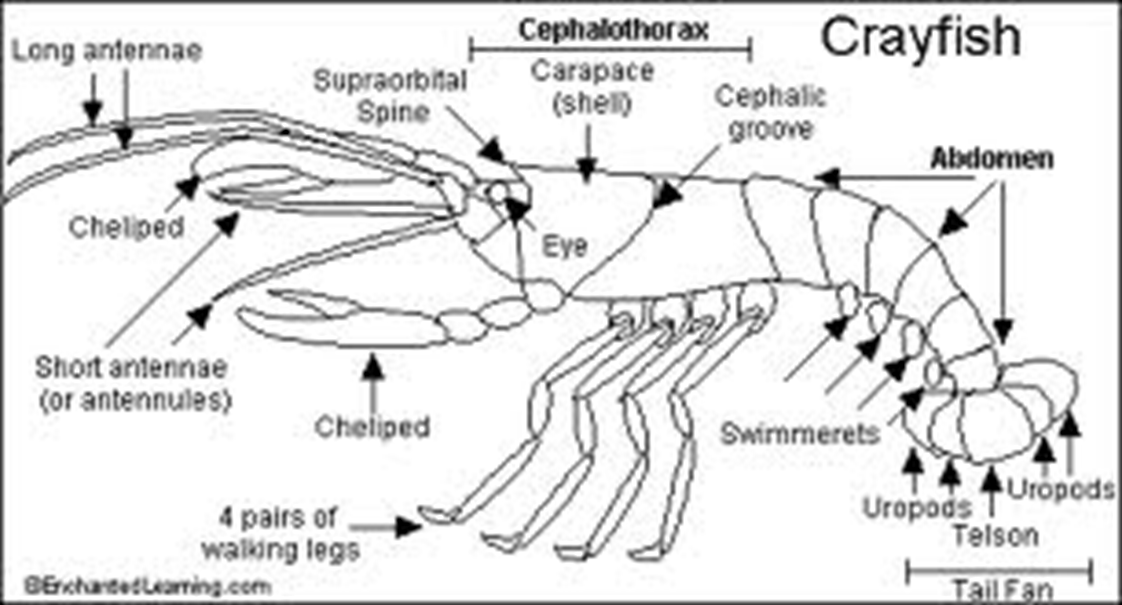 Crayfish
Cephalothorax
Long antennae
Supraorbital
Spine
Carapace
(shell)
Cephalic
groove
Abdomen
Cheliped
Eye
Short antennae
(or antennules)
Cheliped
Swimmerets
4 pairs of
walking legs
Uropods
Uropods
Telson
Tail Fan
©EnchantedLearning.com